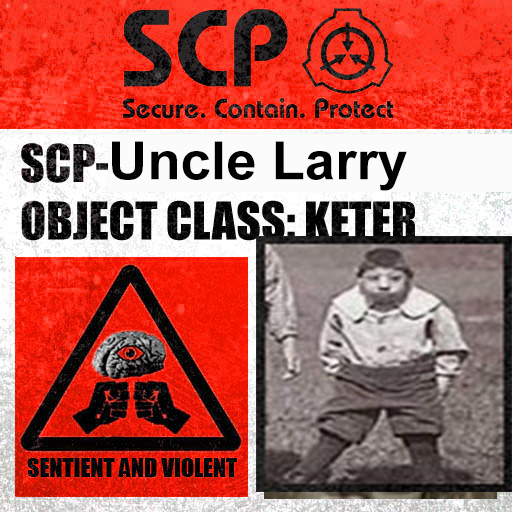 SCP
Secure. Contain. Protect
SCP-Uncle Larry
OBJECT CLASS: KETER
SENTIENT AND VIOLENT